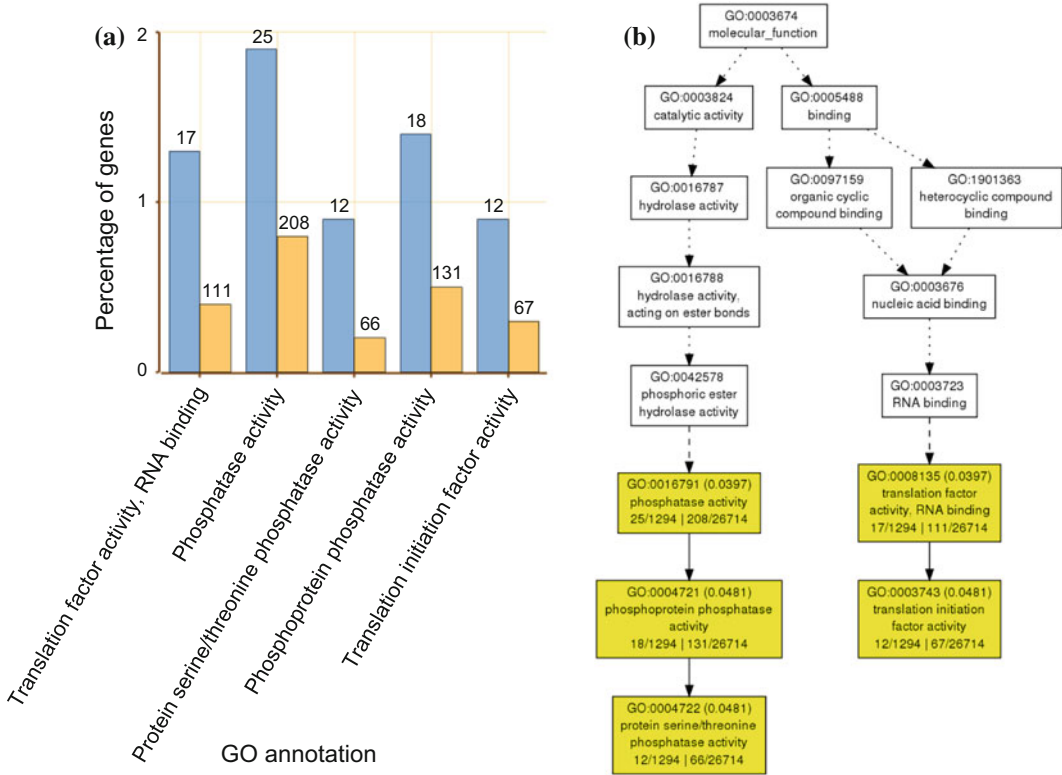 (a)
2
1
0
Percentage of genes
17
111
25
208
12
66
18
131
12
67
Translation factor activity, RNA binding
Phosphatase activity
Protein serine/threonine phosphatase activity
Phosphoprotein phosphatase activity
Translation initiation factor activity
GO annotation
(b)
GO:0003674
molecular_function
GO:0003824
catalytic activity
GO:0005488
binding
GO:0016787
hydrolase activity
GO:0097159
organic cyclic
compound binding
GO:1901363
heterocyclic compound
binding
GO:0016788
hydrolase activity,
acting on ester bonds
GO:0003676
nucleic acid binding
GO:0042578
phosphoric ester
hydrolase activity
GO:0003723
RNA binding
GO:0016791 (0.0397)
phosphatase activity
25/1294 | 208/26714
GO:0008135 (0.0397)
translation factor
activity, RNA binding
17/1294 | 111/26714
GO:0004721 (0.0481)
phosphoprotein phosphatase
activity
18/1294 | 131/26714
GO:0003743 (0.0481)
translation initiation
factor activity
12/1294 | 67/26714
GO:0004722 (0.0481)
protein serine/threonine
phosphatase activity
12/1294 | 66/26714